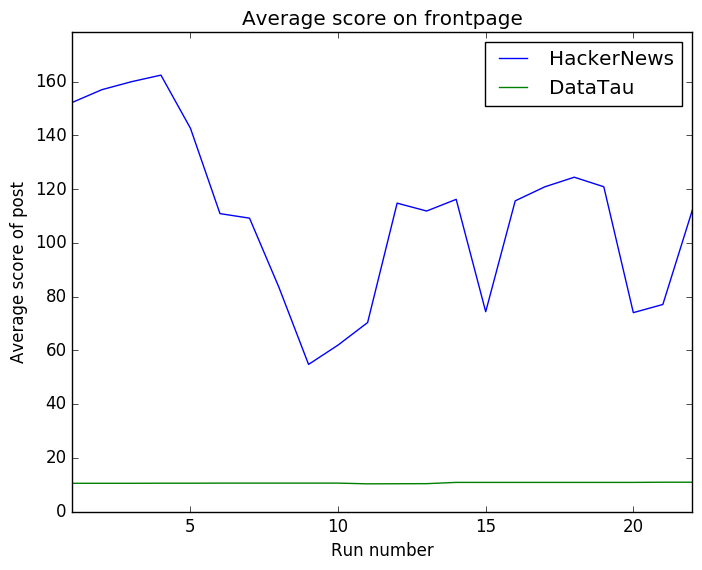 Average score on frontpage
HackerNews
DataTau
Average score of post
160
140
120
100
80
60
40
20
0
5 10 15 20
Run number